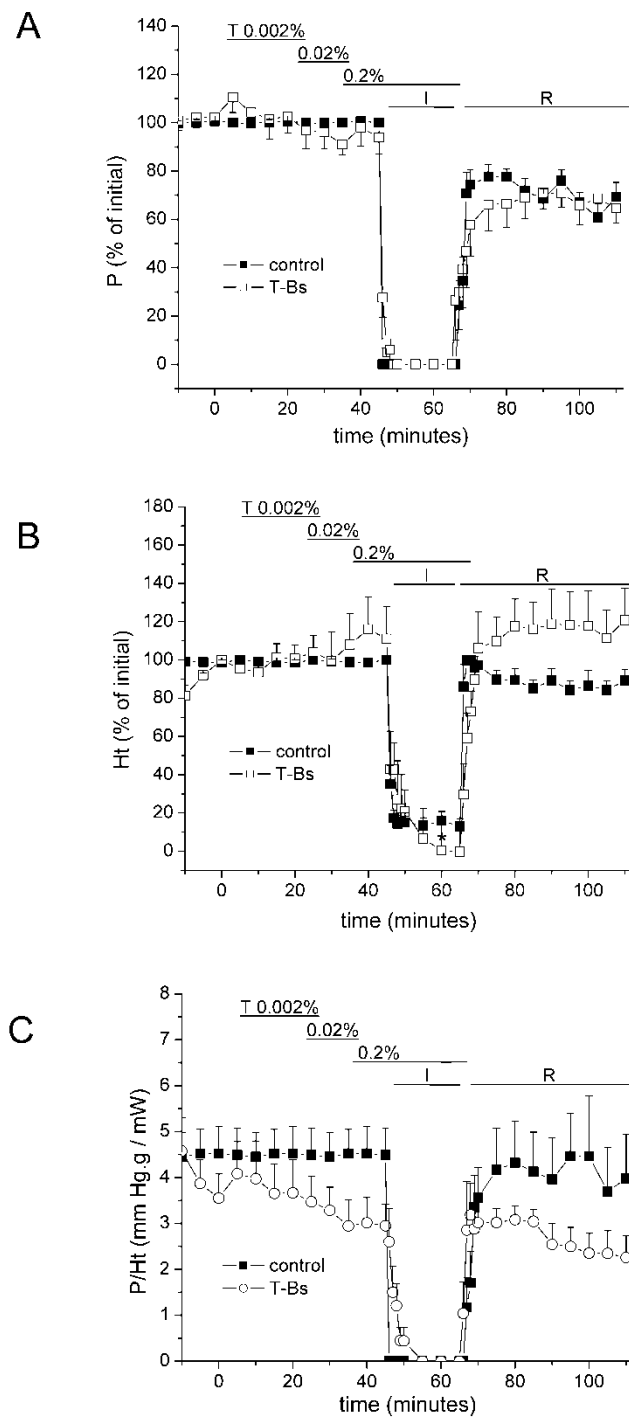 A
T 0.002%
0.02%
0.2%
I
R
140
120
100
80
60
40
20
0
P (% of initial)
control
T-Bs
0 20 40 60 80 100
time (minutes)
B
T 0.002%
0.02%
0.2%
I
R
180
160
140
120
100
80
60
40
20
0
Ht (% of initial)
control
T-Bs
*
0 20 40 60 80 100
time (minutes)
C
T 0.002%
0.02%
0.2%
I
R
8
7
6
5
4
3
2
1
0
P/Ht (mm Hg.g / mW)
control
T-Bs
0 20 40 60 80 100
time (minutes)